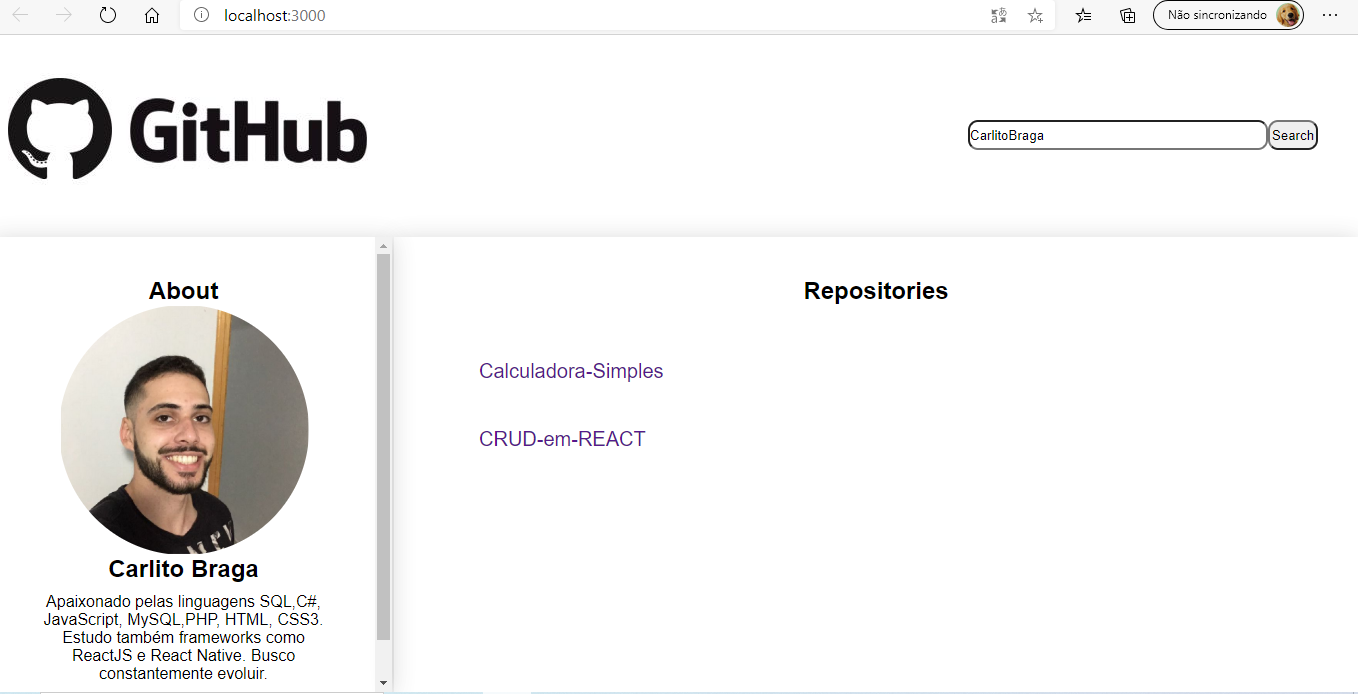 localhost:3000
Não sincronizando
GitHub
CarlitoBraga
Search
About
Repositories
Calculadora-Simples
CRUD-em-REACT
Carlito Braga
Apaixonado pelas linguagens SQL,C#,
JavaScript, MySQL,PHP, HTML, CSS3.
Estudo também frameworks como
ReactJS e React Native. Busco
constantemente evoluir.